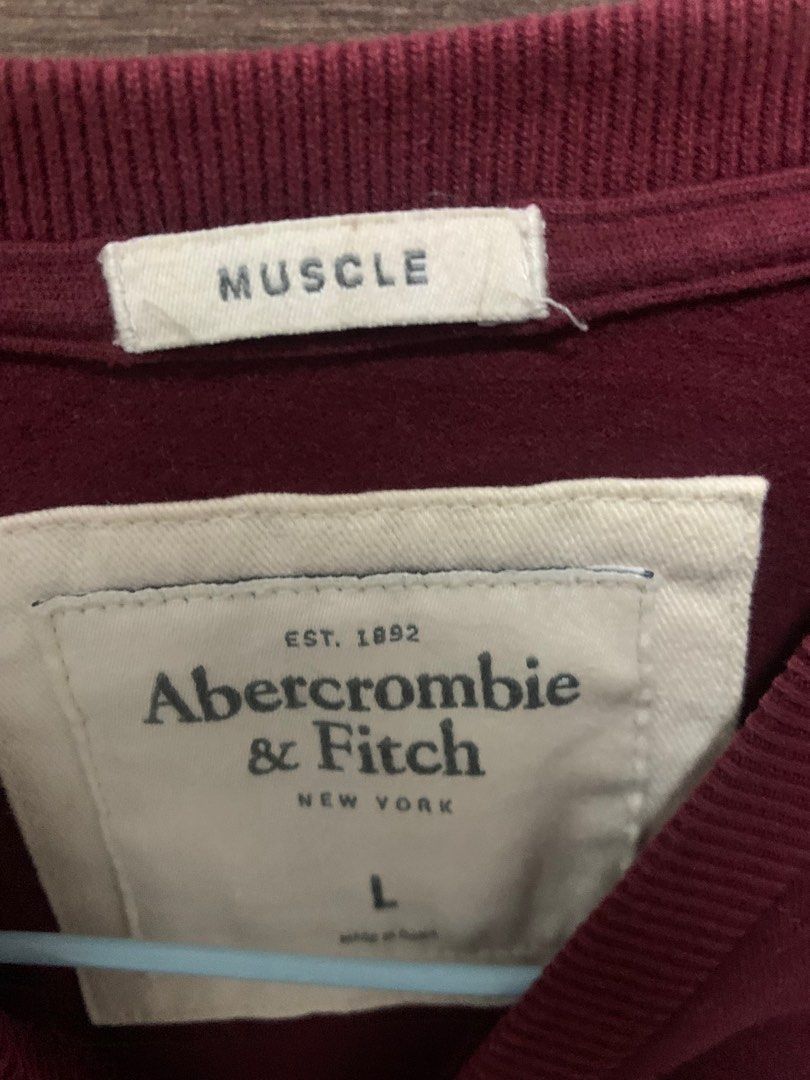 MUSCLE
EST. 1892
Abercrombie
& Fitch
NEW YORK
L